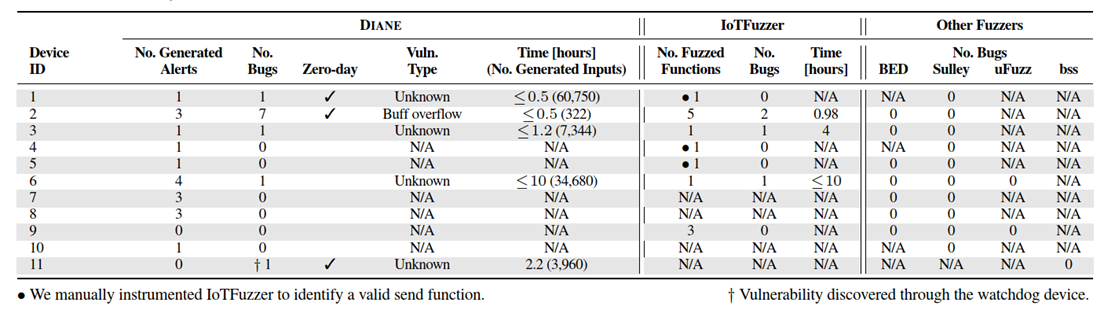 DIANE IoTFuzzer Other Fuzzers
Device No. Generated No. Vuln. Time [hours] No. Fuzzed No. Time No. Bugs
ID Alerts Bugs Zero-day Type (No. Generated Inputs) Functions Bugs [hours] BED Sulley uFuzz bss
1 1 1 ✓ Unknown ≤0.5 (60,750) ● 1 0 N/A N/A 0 N/A N/A
2 3 7 ✓ Buff overflow ≤0.5 (322) 5 2 0.98 0 0 N/A N/A
3 1 1 Unknown ≤1.2 (7,344) 1 1 4 0 0 N/A N/A
4 1 0 N/A N/A ● 1 0 N/A N/A 0 N/A N/A
5 1 0 N/A N/A ● 1 0 N/A 0 0 N/A N/A
6 4 1 Unknown ≤10 (34,680) 1 1 ≤10 0 0 0 N/A
7 3 0 N/A N/A N/A N/A N/A 0 0 N/A N/A
8 3 0 N/A N/A N/A N/A N/A 0 0 N/A N/A
9 0 0 N/A N/A 3 0 N/A 0 0 0 N/A
10 1 0 N/A N/A N/A N/A N/A N/A 0 N/A N/A
11 0 † 1 ✓ Unknown 2.2 (3,960) N/A N/A N/A N/A N/A N/A 0
● We manually instrumented IoTFuzzer to identify a valid send function. † Vulnerability discovered through the watchdog device.